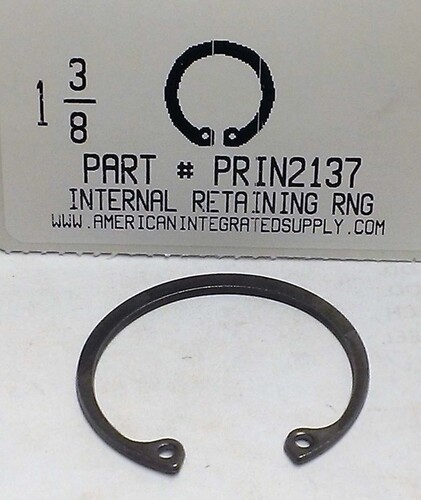 1 3/8
PART # PRIN2137
INTERNAL RETAINING RNG
WWW.AMERICANINTEGRATEDSUPPLY.COM